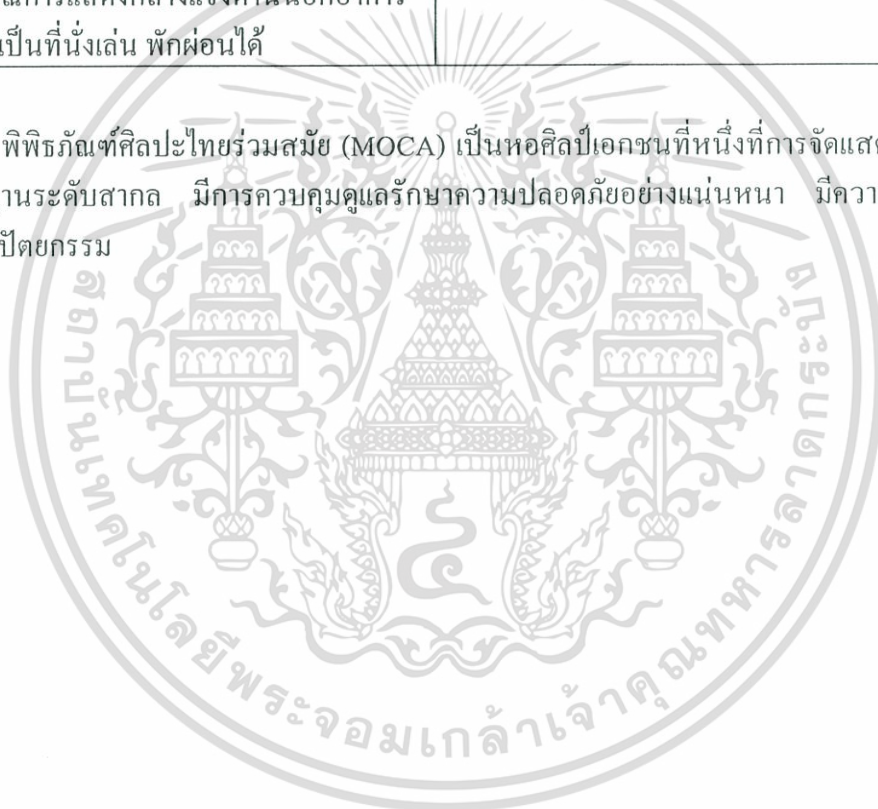 เป็นที่นั่งเล่น พักผ่อนได้
พิพิธภัณฑ์ศิลปะไทยร่วมสมัย (MOCA) เป็นหอศิลป์เอกชนที่หนึ่งที่การจัดแสด
านระดับสากล มีการควบคุมดูแลรักษาความปลอดภัยอย่างแน่นหนา มีควา
ปัตยกรรม
สถาบันเทคโนโลยีพระจอมเกล้าเจ้าคุณทหารลาดกระบัง